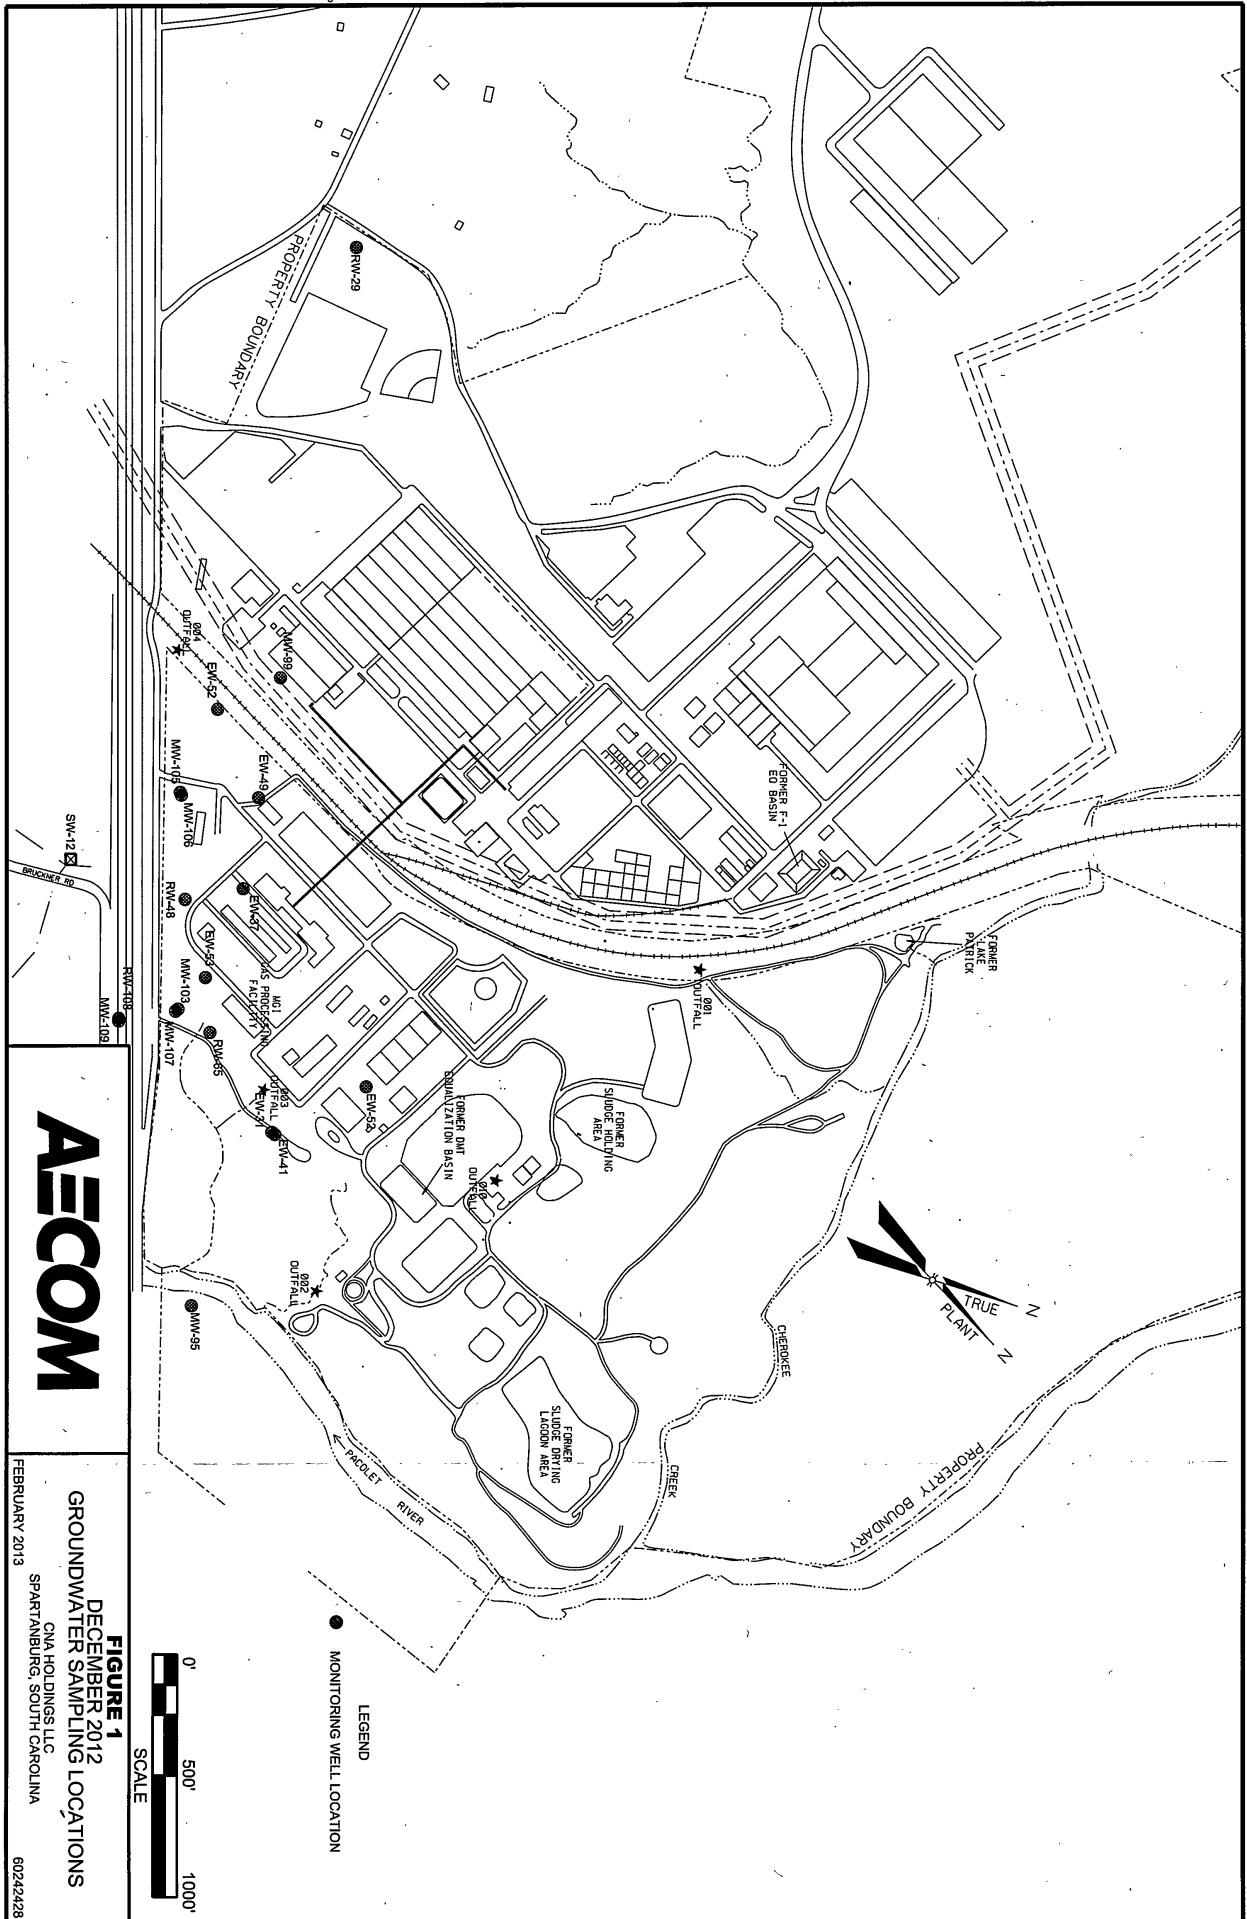 PROPERTY BOUNDARY
RW-29
004
OUTFALL
EW-52
MW-99
MW-105
MW-106
EW-49
SW-12
BRUCKNER RD
RW-48
EW-37
EW-53
MW-103
MW-107
RW-108
MW-109
RW-65
MGI
GAS PROCESSING
FACILITY
003
OUTFALL
EW-31
EW-41
EW-52
FORMER DMT
EQUALIZATION BASIN
010
OUTFALL
FORMER
SLUDGE HOLDING
AREA
001
OUTFALL
FORMER F-1
EQ BASIN
FORMER
LAKE
PATRICK
002
OUTFALL
MW-95
FORMER
SLUDGE DRYING
LAGOON AREA
PACOLET
RIVER
CHEROKEE
CREEK
PROPERTY BOUNDARY
TRUE
N
PLANT
N
LEGEND
MONITORING WELL LOCATION
0'
500'
1000'
SCALE
AECOM
FIGURE 1
DECEMBER 2012
GROUNDWATER SAMPLING LOCATIONS
CNA HOLDINGS LLC
SPARTANBURG, SOUTH CAROLINA
FEBRUARY 2013
60242428